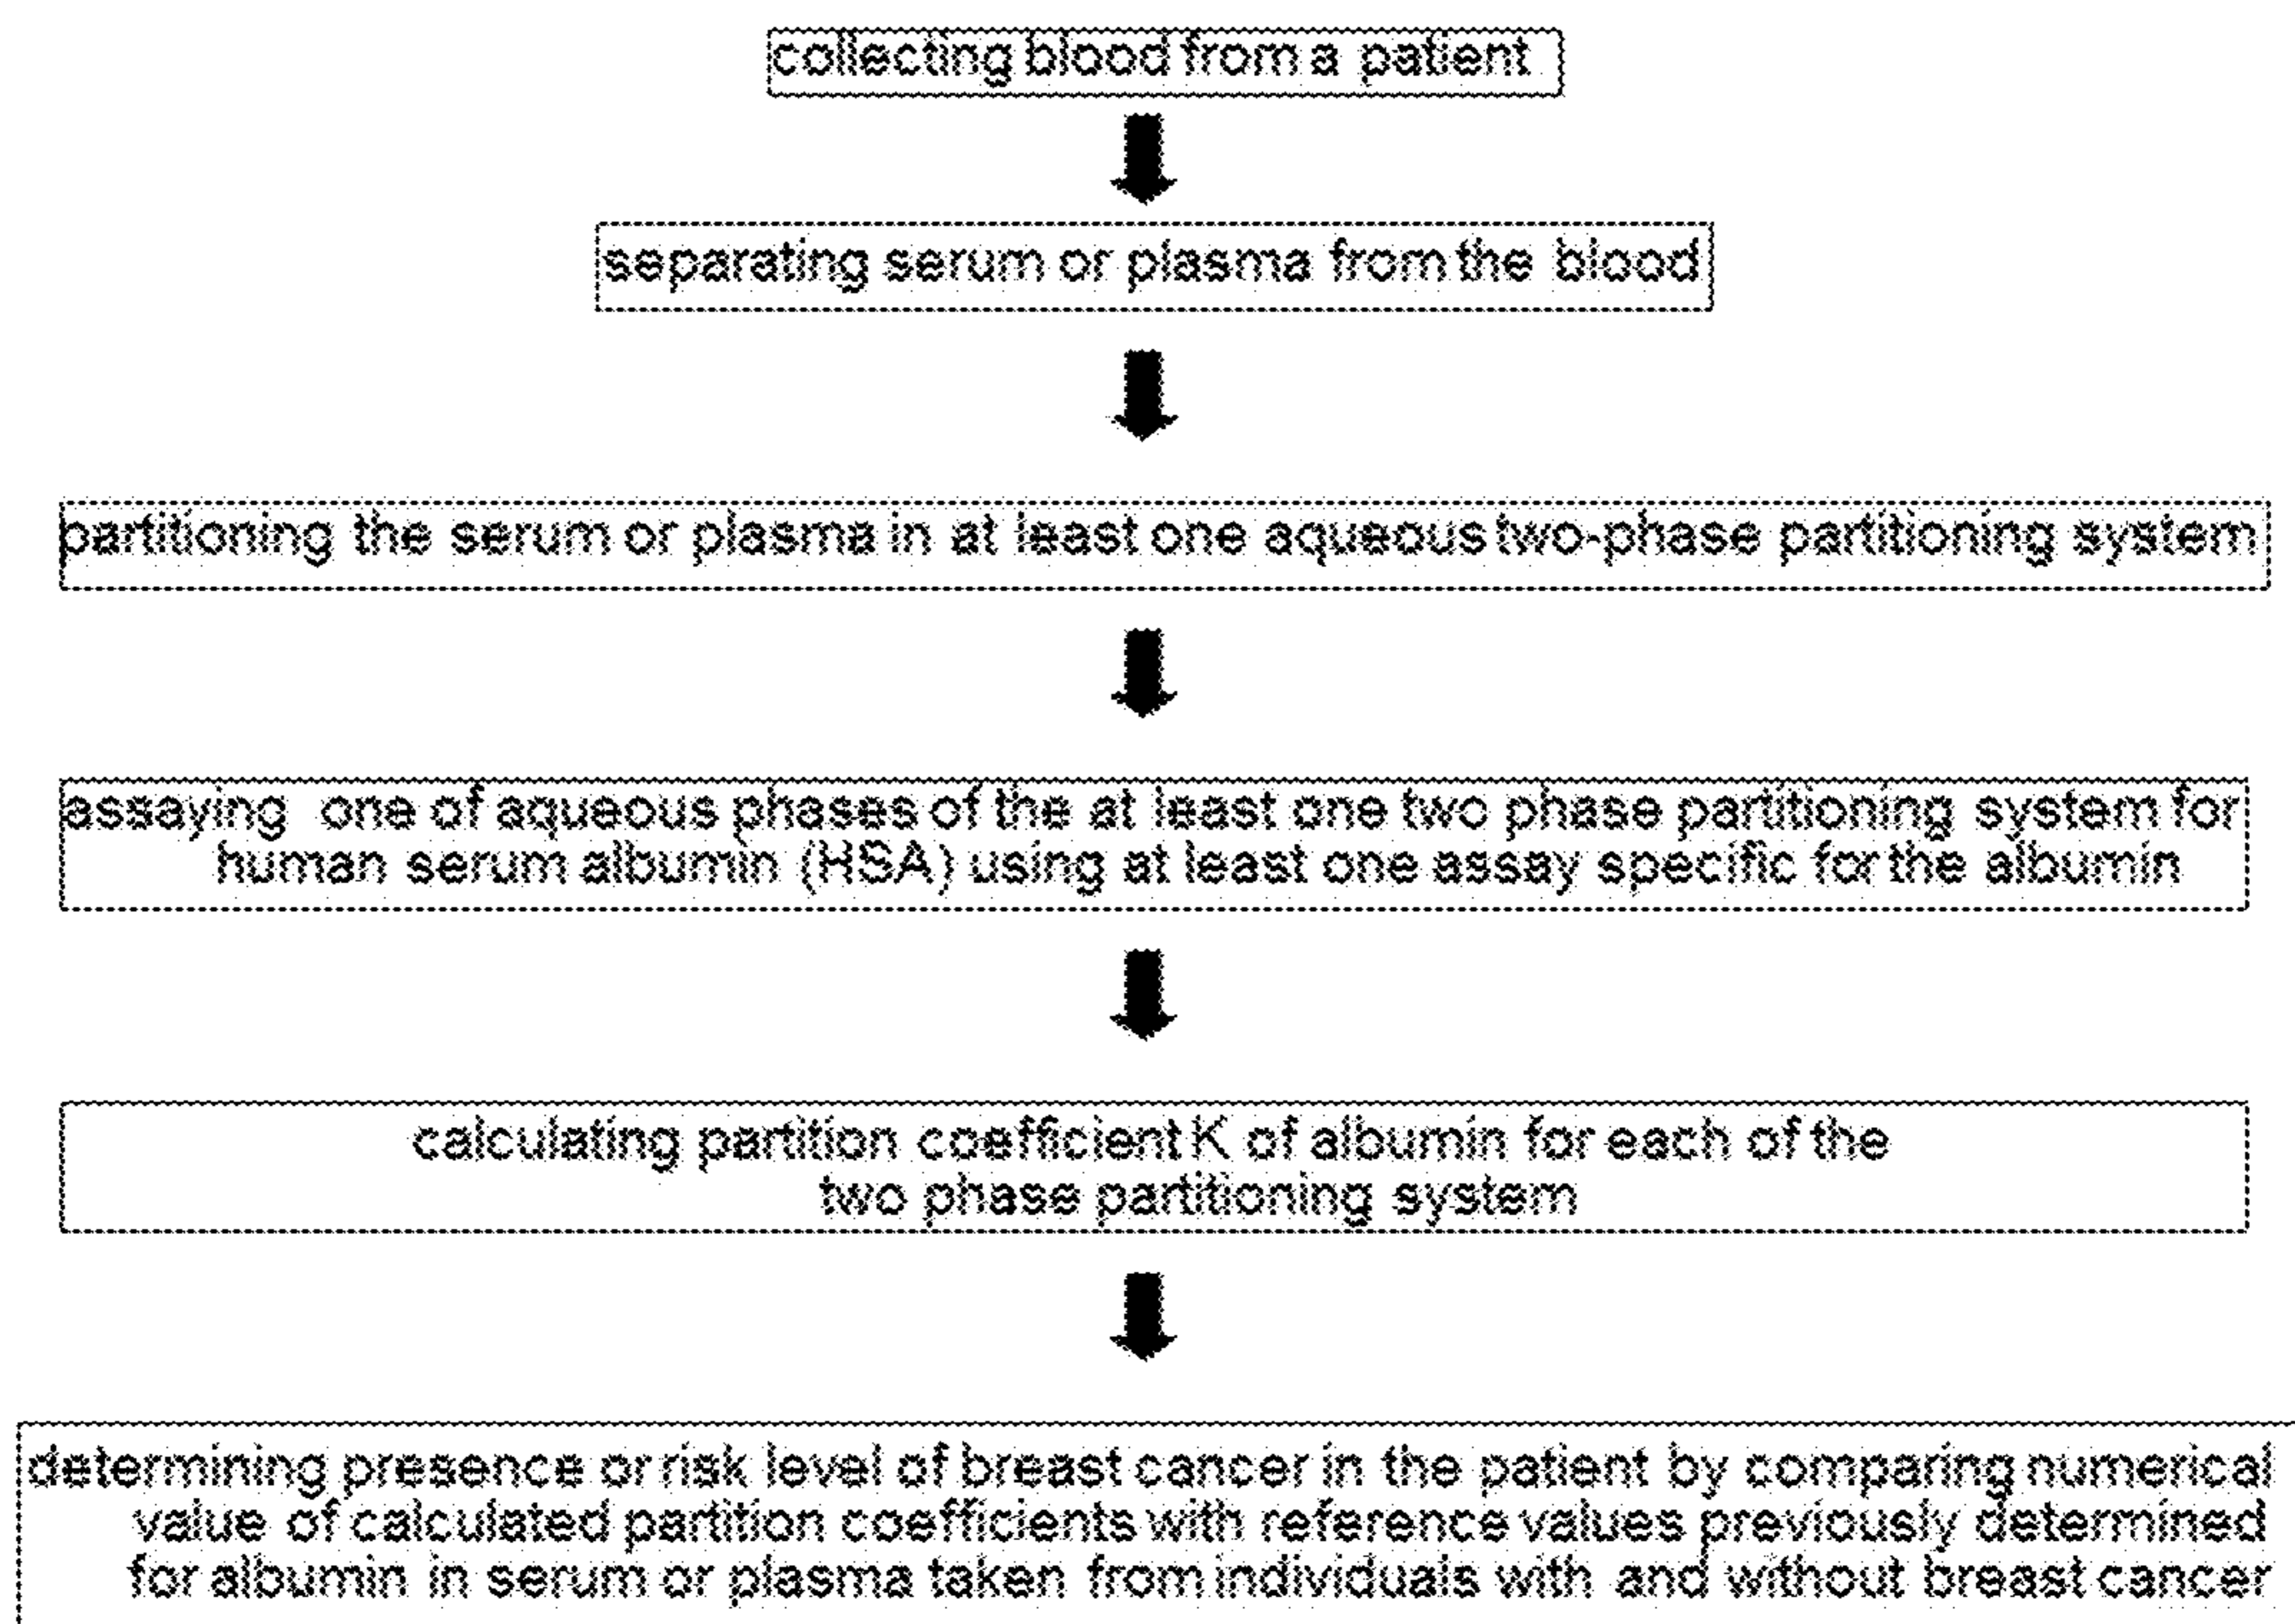 collecting blood from a patient
separating serum or plasma from the blood
partitioning the serum or plasma in at least one aqueous two-phase partitioning system
assaying one of aqueous phases of the at least one two phase partitioning system for
human serum albumin (HSA) using at least one assay specific for the albumin
calculating partition coefficient K of albumin for each of the
two phase partitioning system
determining presence or risk level of breast cancer in the patient by comparing numerical
value of calculated partition coefficients with reference values previously determined
for albumin in serum or plasma taken from individuals with and without breast cancer